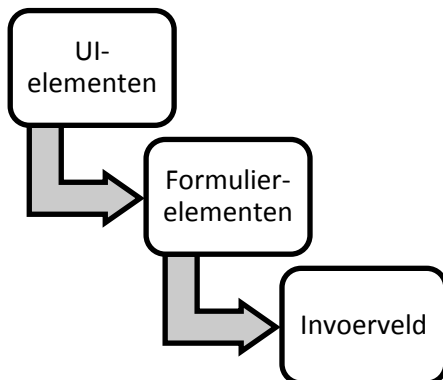 UI-
elementen
Formulier-
elementen
Invoerveld